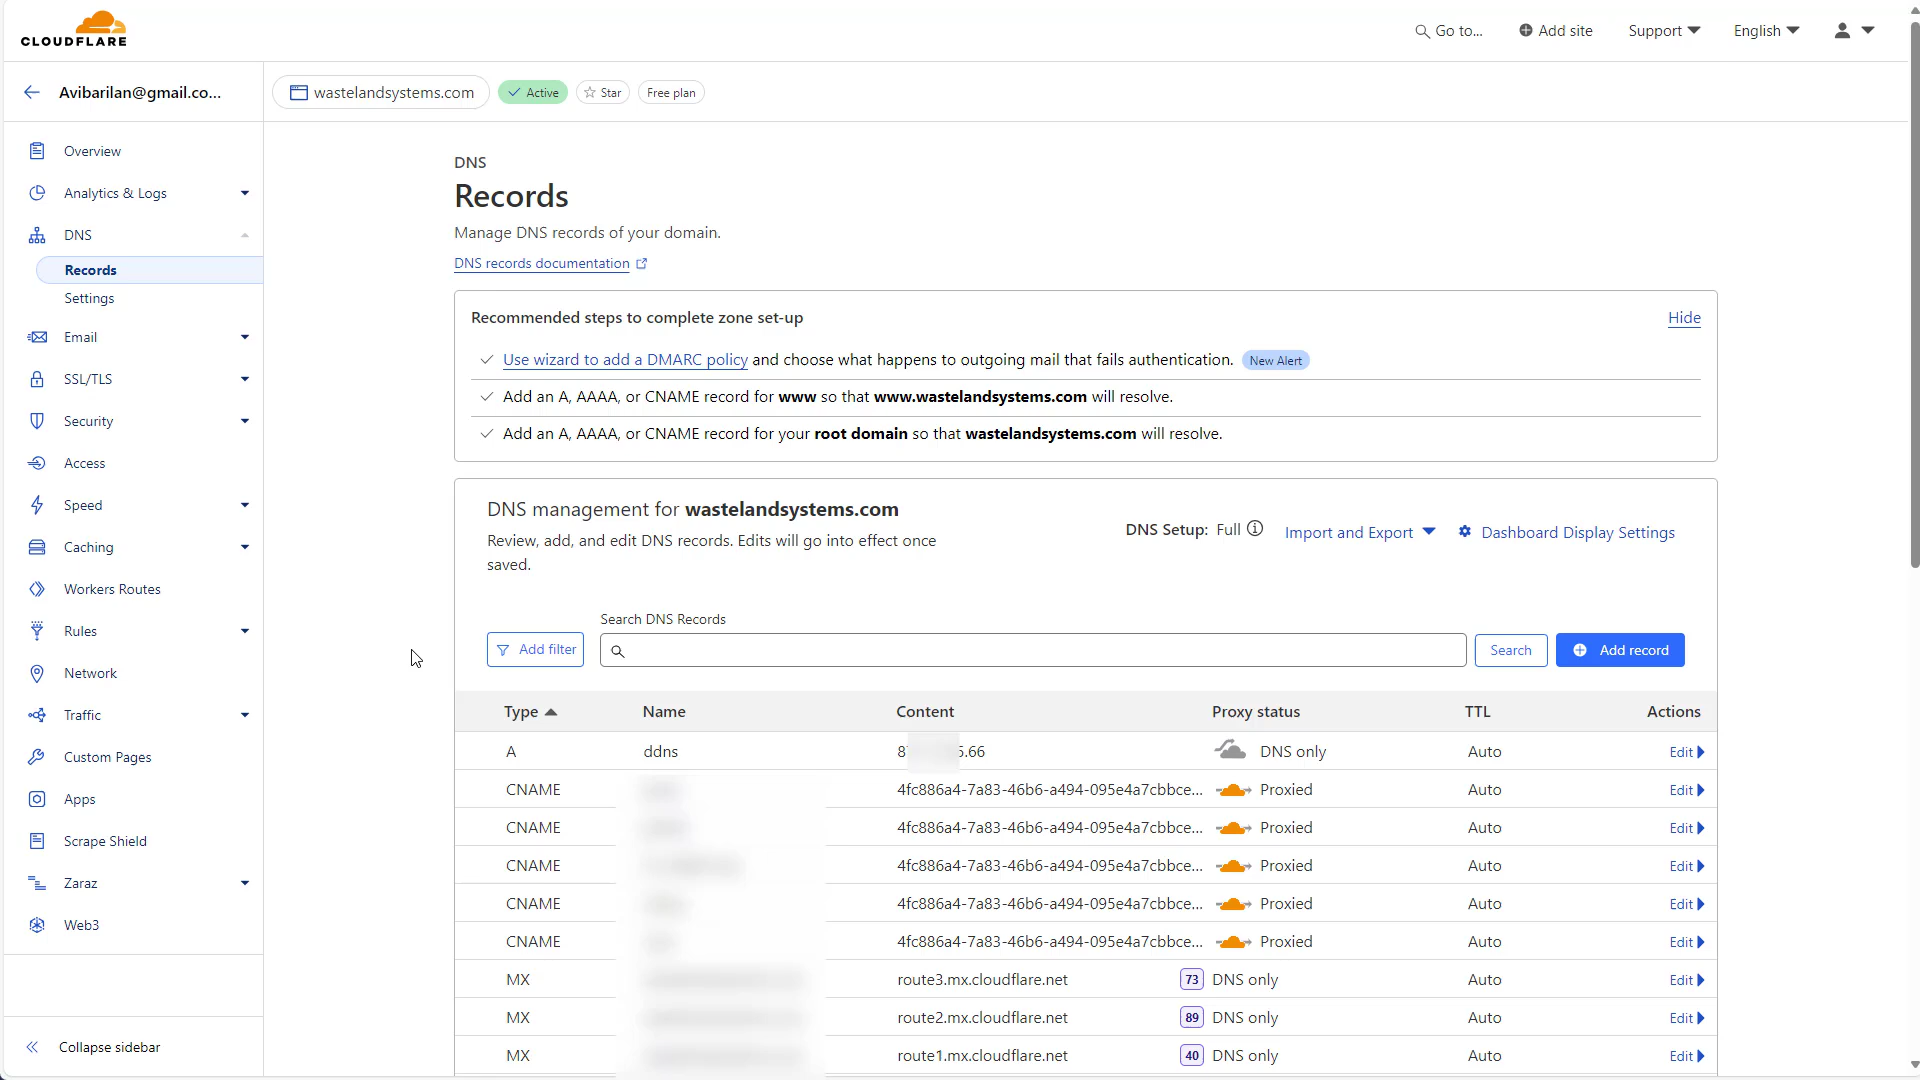 CLOUDFLARE
Go to...
Add site
Support
English
Avibarilan@gmail.co...
wastelandsystems.com
Active
Star
Free plan
Overview
Analytics & Logs
DNS
Records
Settings
Email
SSL/TLS
Security
Access
Speed
Caching
Workers Routes
Rules
Network
Traffic
Custom Pages
Apps
Scrape Shield
Zaraz
Web3
Collapse sidebar
DNS
Records
Manage DNS records of your domain.
DNS records documentation
Recommended steps to complete zone set-up
Hide
Use wizard to add a DMARC policy and choose what happens to outgoing mail that fails authentication. New Alert
Add an A, AAAA, or CNAME record for www so that www.wastelandsystems.com will resolve.
Add an A, AAAA, or CNAME record for your root domain so that wastelandsystems.com will resolve.
DNS management for wastelandsystems.com
Review, add, and edit DNS records. Edits will go into effect once
saved.
DNS Setup: Full
Import and Export
Dashboard Display Settings
Search DNS Records
Add filter
Search
Add record
Type Name Content Proxy status TTL Actions
A ddns 8 5.66 DNS only Auto Edit
CNAME 4fc886a4-7a83-46b6-a494-095e4a7cbbce... Proxied Auto Edit
CNAME 4fc886a4-7a83-46b6-a494-095e4a7cbbce... Proxied Auto Edit
CNAME 4fc886a4-7a83-46b6-a494-095e4a7cbbce... Proxied Auto Edit
CNAME 4fc886a4-7a83-46b6-a494-095e4a7cbbce... Proxied Auto Edit
CNAME 4fc886a4-7a83-46b6-a494-095e4a7cbbce... Proxied Auto Edit
MX route3.mx.cloudflare.net 73 DNS only Auto Edit
MX route2.mx.cloudflare.net 89 DNS only Auto Edit
MX route1.mx.cloudflare.net 40 DNS only Auto Edit